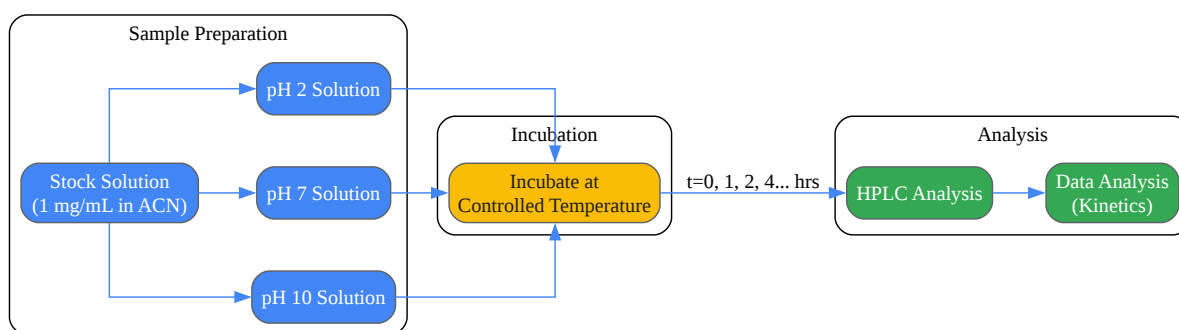 Sample Preparation
pH 2 Solution
Stock Solution
(1 mg/mL in ACN)
pH 7 Solution
pH 10 Solution
Incubation
Incubate at
Controlled Temperature
t=0, 1, 2, 4... hrs
Analysis
HPLC Analysis
Data Analysis
(Kinetics)